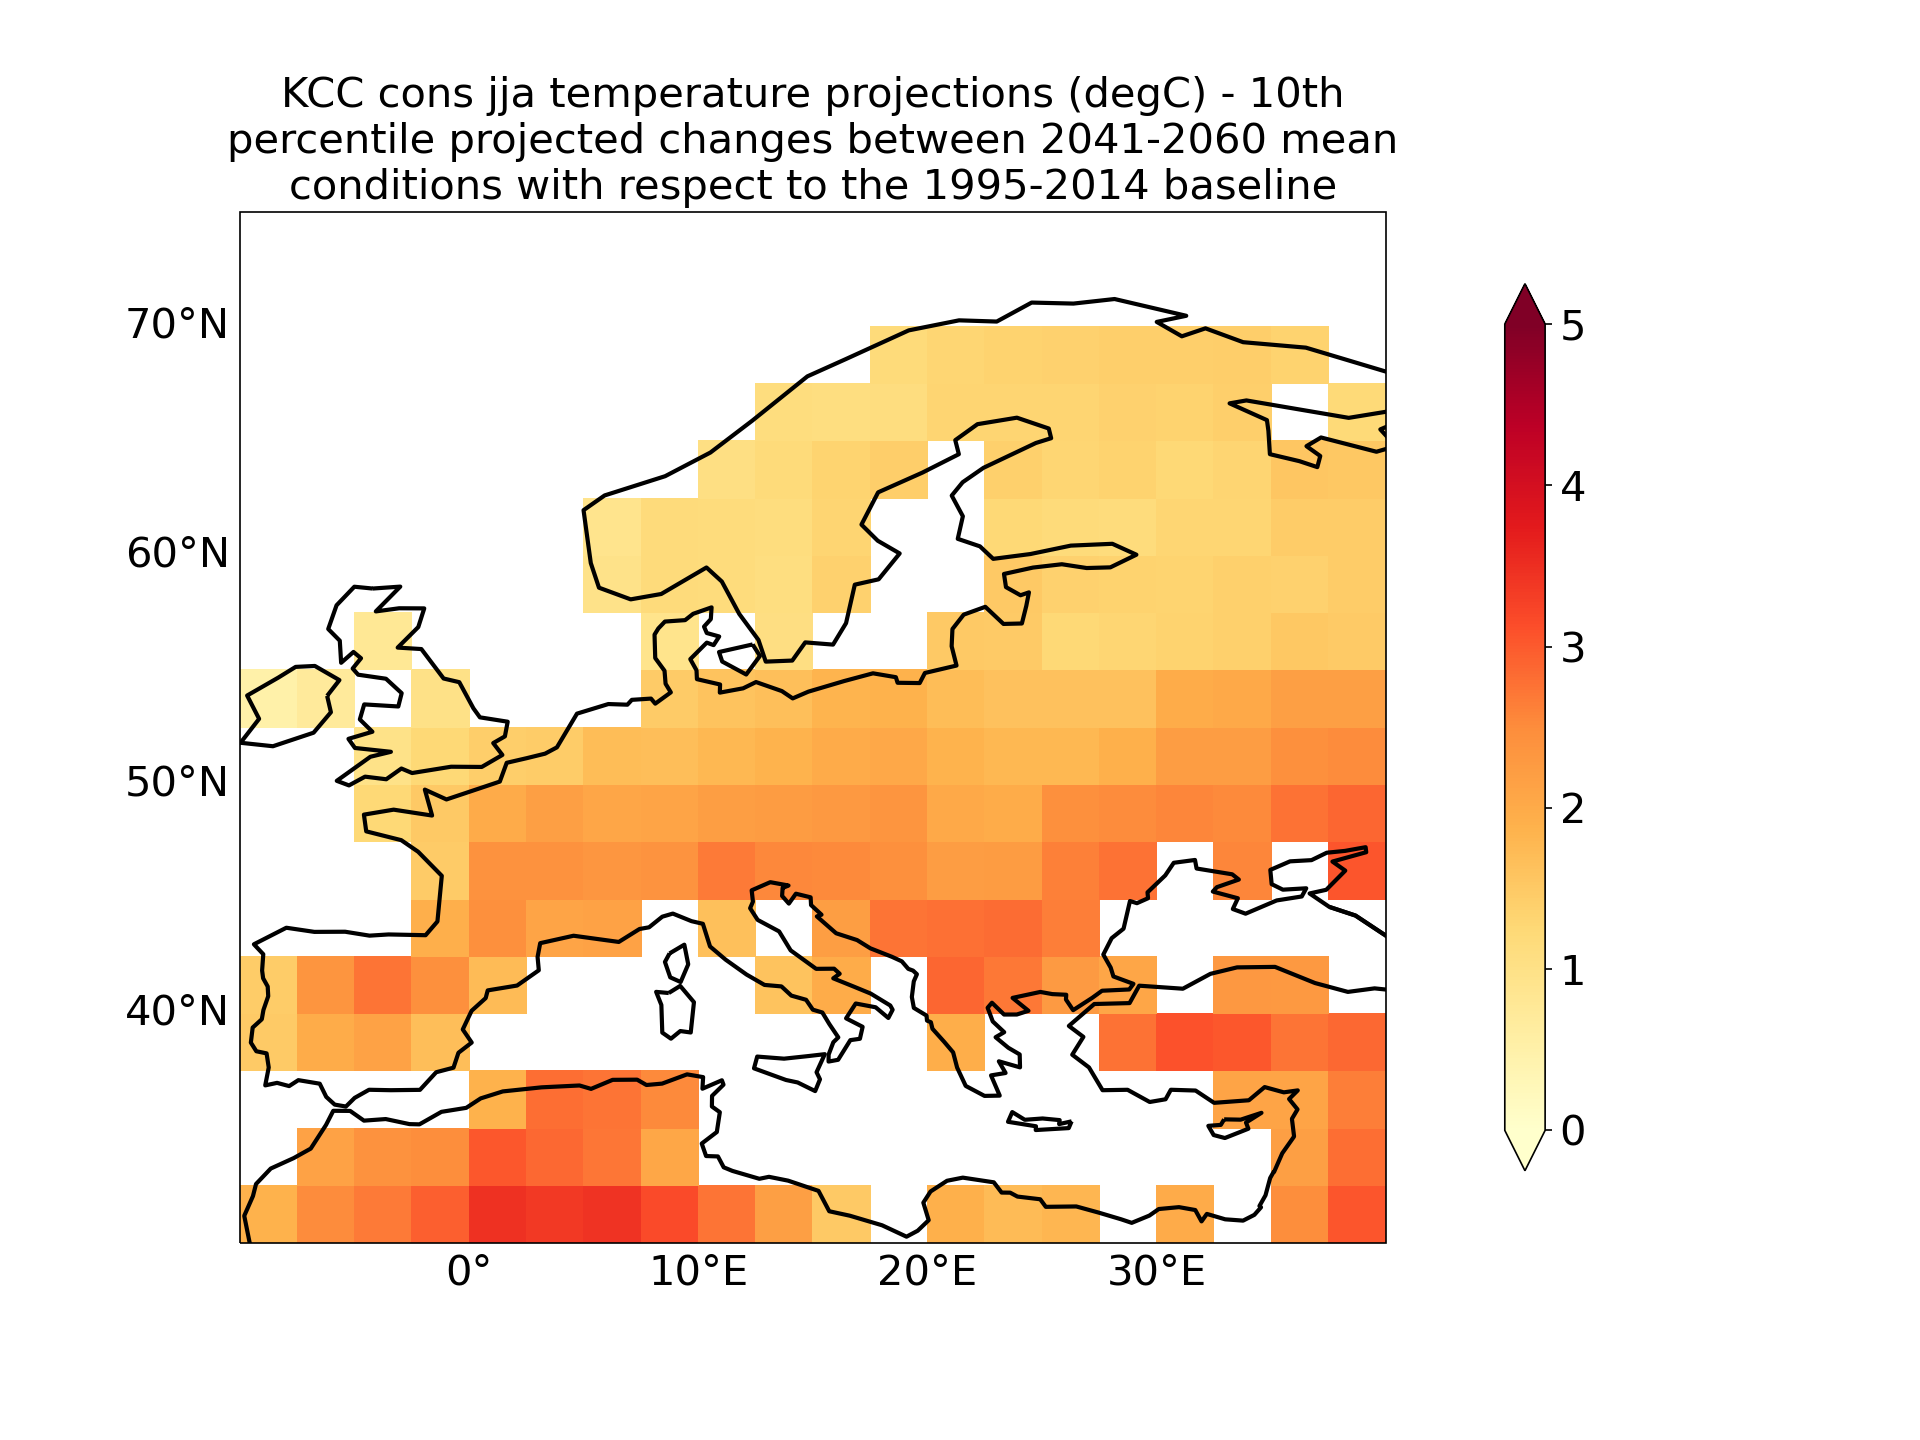 KCC cons jja temperature projections (degC) - 10th
percentile projected changes between 2041-2060 mean
conditions with respect to the 1995-2014 baseline
70°N
60°N
50°N
40°N
0°
10°E
20°E
30°E
5
4
3
2
1
0